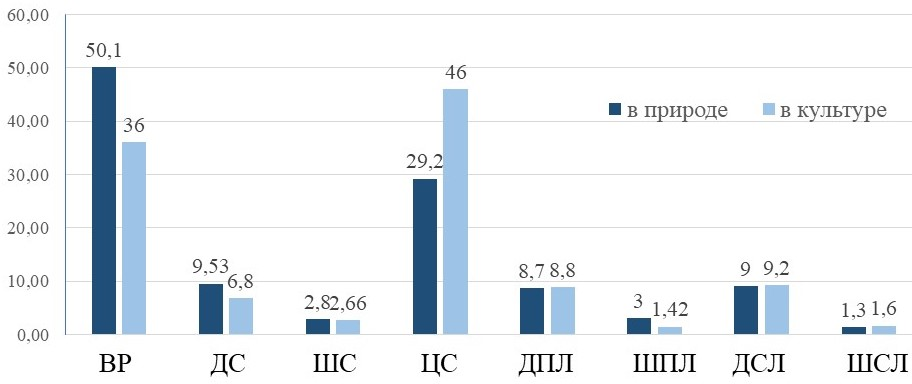 60,00
50,00
40,00
30,00
20,00
10,00
0,00
50,1
36
9,53
6,8
2,8
2,66
29,2
46
8,7
8,8
3
1,42
9
9,2
1,3
1,6
в природе
в культуре
ВР
ДС
ШС
ЦС
ДПЛ
ШПЛ
ДСЛ
ШСЛ